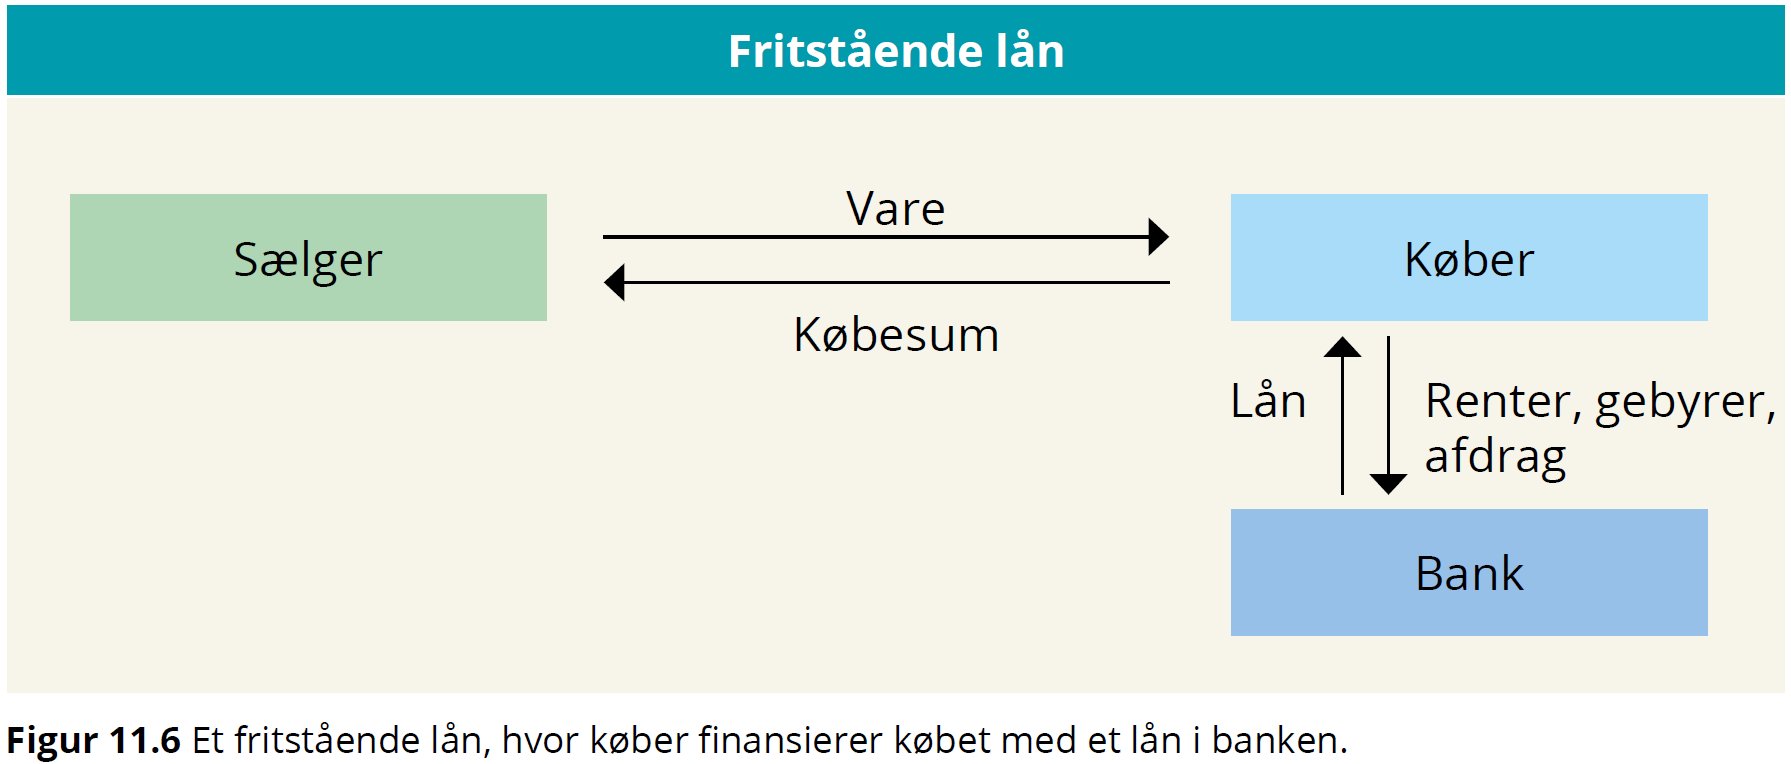 Fritstående lån
Vare
Sælger
Køber
Købesum
Lån
Renter, gebyrer,
afdrag
Bank
Figur 11.6 Et fritstående lån, hvor køber finansierer købet med et lån i banken.